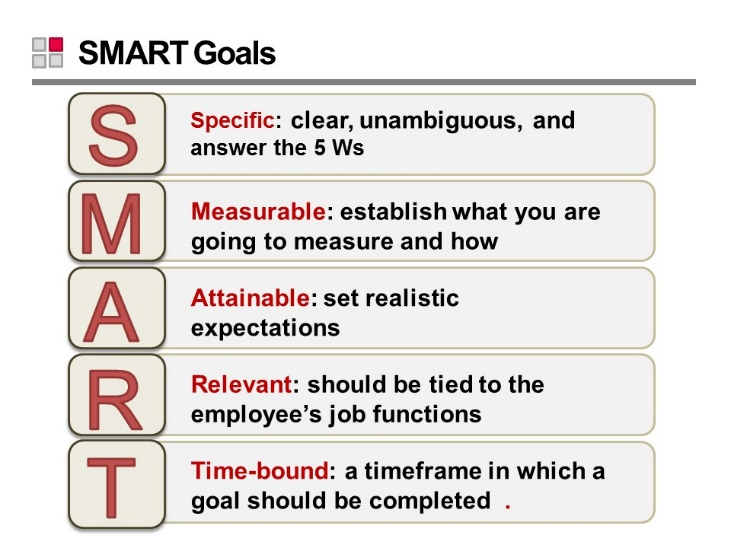 SMART Goals
S
Specific: clear, unambiguous, and
answer the 5 Ws
M
Measurable: establish what you are
going to measure and how
A
Attainable: set realistic
expectations
R
Relevant: should be tied to the
employee’s job functions
T
Time-bound: a timeframe in which a
goal should be completed .